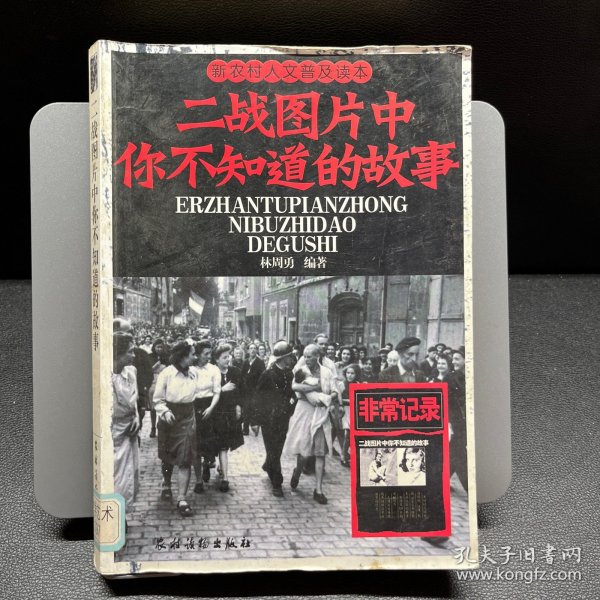 新农村人文普及读本
二战图片中
你不知道的故事
ERZHANTUPIANZHONG
NIBUZHIDAO
DEGUSHI
林周勇 编著
非常记录
二战图片中你不知道的故事
农村读物出版社
二战图片中你不知道的故事
术
孔夫子旧书网
www.kongfz.com